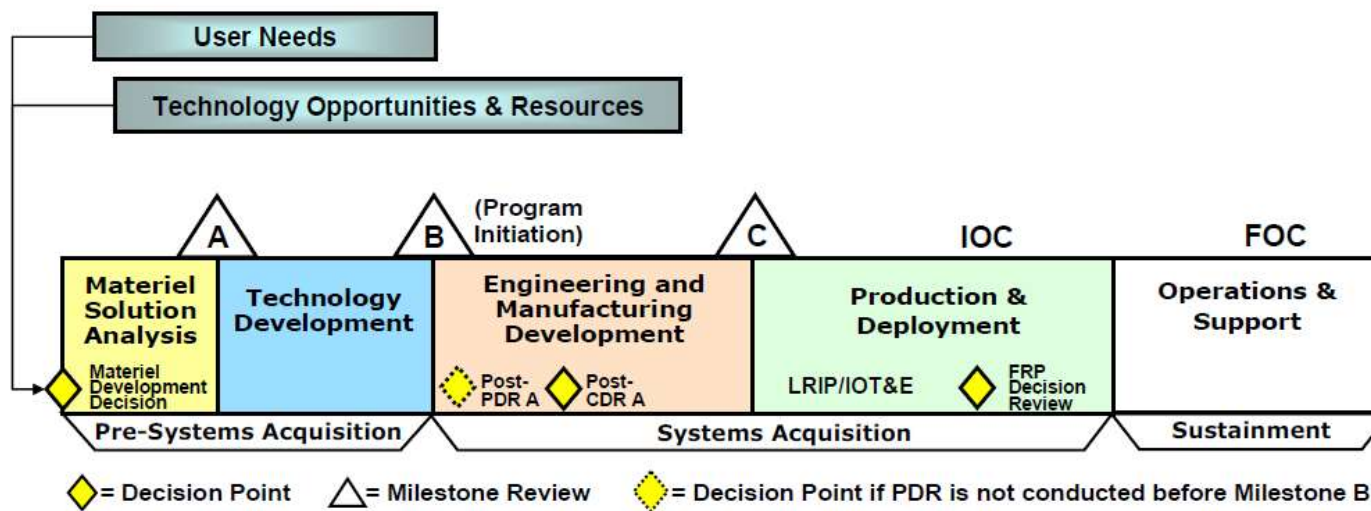 User Needs
Technology Opportunities & Resources
A
B
(Program
Initiation)
C
IOC
FOC
Materiel
Solution
Analysis
Technology
Development
Engineering and
Manufacturing
Development
Production &
Deployment
Operations &
Support
Materiel
Development
Decision
Post-
PDR A
Post-
CDR A
LRIP/IOT&E
FRP
Decision
Review
Pre-Systems Acquisition
Systems Acquisition
Sustainment
= Decision Point
= Milestone Review
= Decision Point if PDR is not conducted before Milestone B